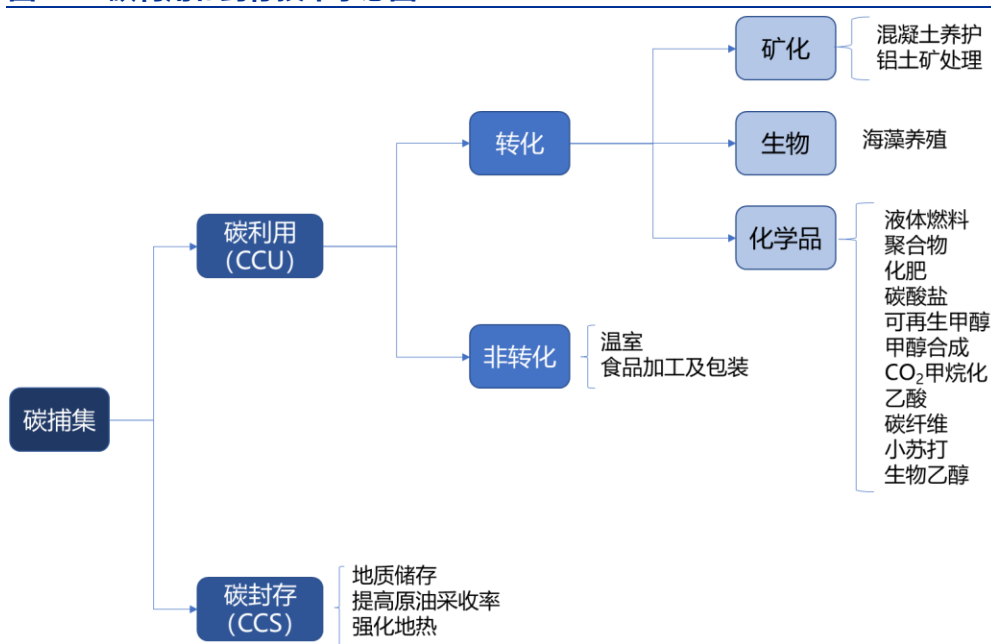 矿化
混凝土养护
铝土矿处理
转化
生物
海藻养殖
碳利用
(CCU)
化学品
液体燃料
聚合物
化肥
碳酸盐
可再生甲醇
甲醇合成
CO₂甲烷化
乙酸
碳纤维
小苏打
生物乙醇
非转化
温室
食品加工及包装
碳捕集
碳封存
(CCS)
地质储存
提高原油采收率
强化地热